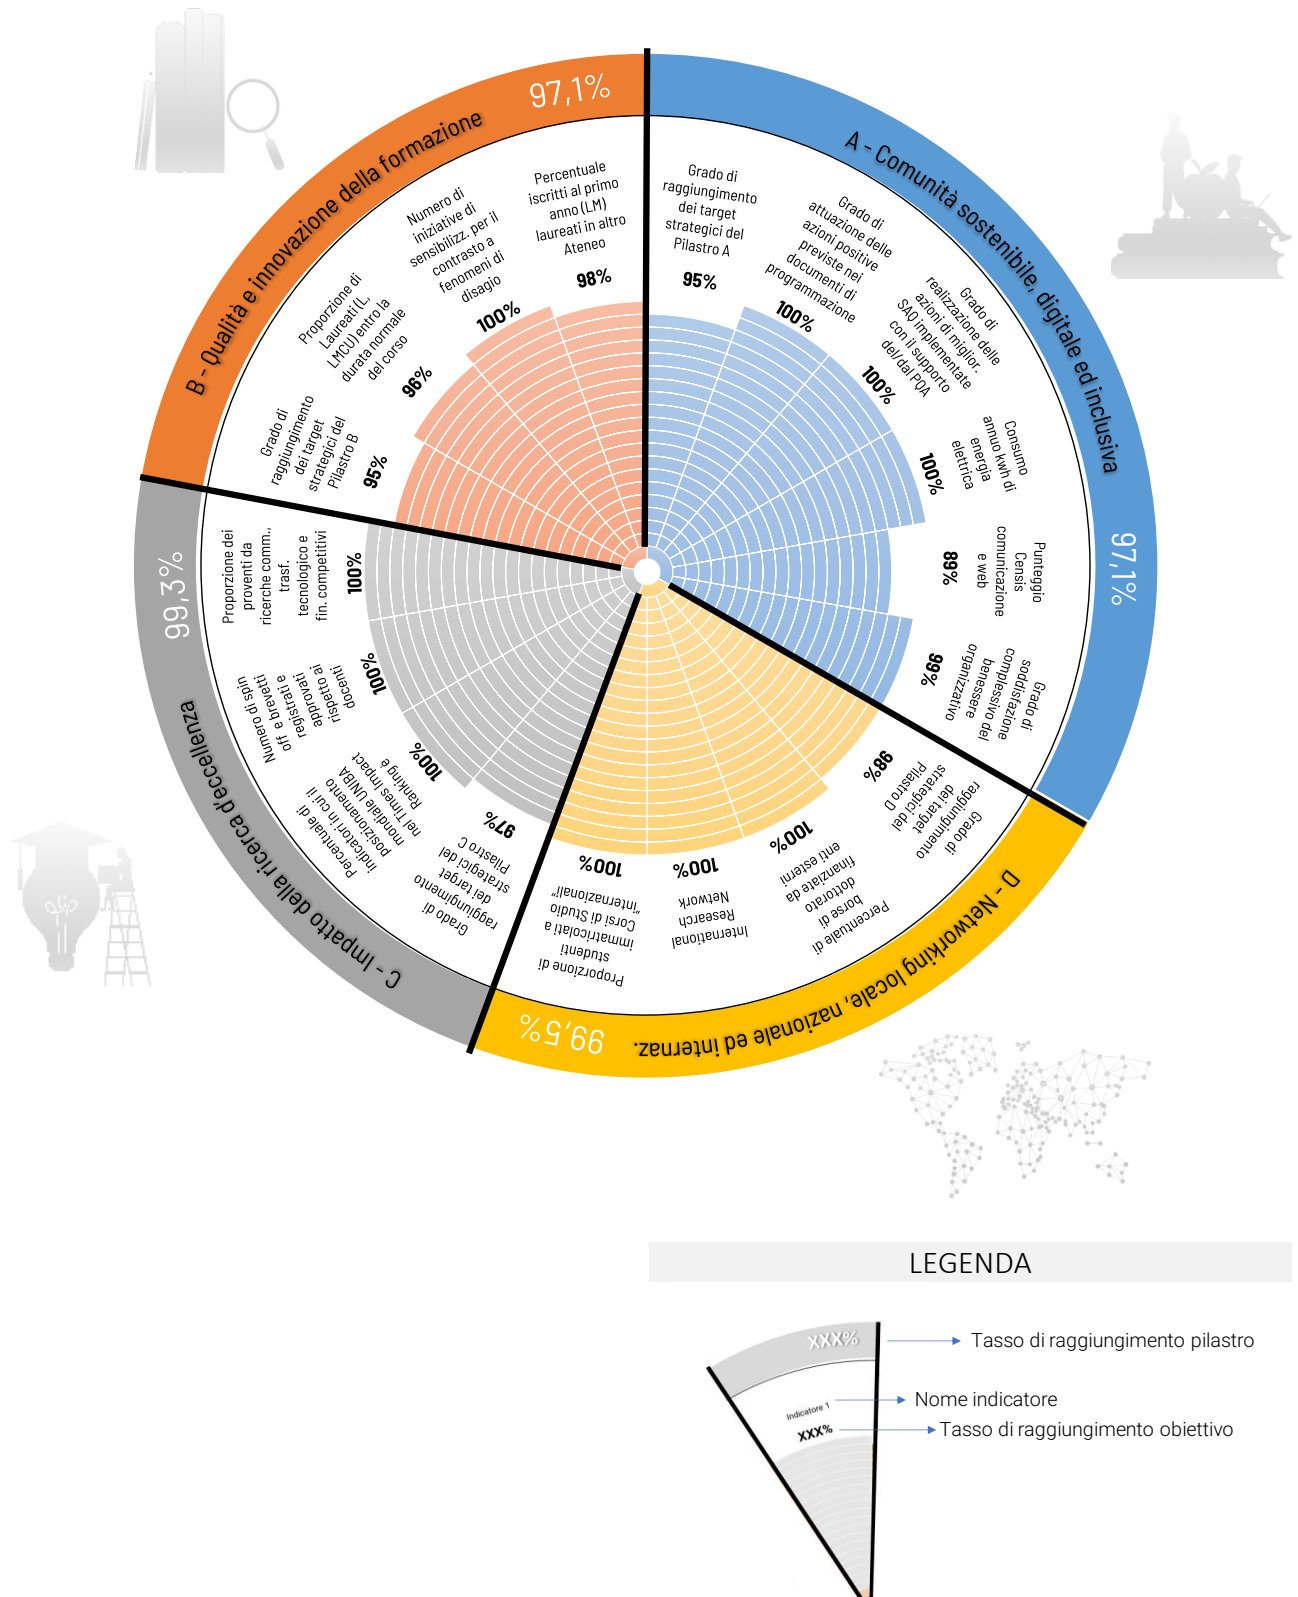 97,1%
B - Qualità e innovazione della formazione
Grado di
raggiungimento
dei target
strategici del
Pilastro B
95%
Proporzione di
Laureati (L,
LMCU) entro la
durata normale
del corso
96%
Numero di
iniziative di
sensibilizz. per il
contrasto a
fenomeni di
disagio
100%
Percentuale
iscritti al primo
anno (LM)
laureati in altro
Ateneo
98%
A - Comunità sostenibile, digitale ed inclusiva
97,1%
Grado di
raggiungimento
dei target
strategici del
Pilastro A
95%
Grado di
attuazione delle
azioni positive
previste nei
documenti di
programmazione
100%
Grado di
realizzazione delle
azioni di miglior.
SAQ implementate
con il supporto
del/dal PQA
100%
Consumo
annuo kwh di
energia
elettrica
100%
Punteggio
Censis
comunicazione
e web
89%
Grado di
soddisfazione
complessivo del
benessere
organizzativo
99%
D - Networking locale, nazionale ed internaz.
99,5%
Grado di
raggiungimento
dei target
strategici del
Pilastro D
98%
Percentuale di
borse di
dottorato
finanziate da
enti esterni
100%
International
Research
Network
100%
Proporzione di
studenti
immatricolati a
Corsi di Studio
"internazionali"
100%
C - Impatto della ricerca d'eccellenza
99,3%
Grado di
raggiungimento
dei target
strategici del
Pilastro C
97%
Percentuale di
indicatori in cui il
posizionamento
mondiale UNIBA
nel Times Impact
Ranking è
100%
Numero di spin
off e brevetti
registrati e
approvati
rispetto ai
docenti
100%
Proporzione dei
proventi da
ricerche comm.,
trasf.
tecnologico e
fin. competitivi
100%
LEGENDA
XXX%
Tasso di raggiungimento pilastro
Indicatore 1
Nome indicatore
XXX%
Tasso di raggiungimento obiettivo